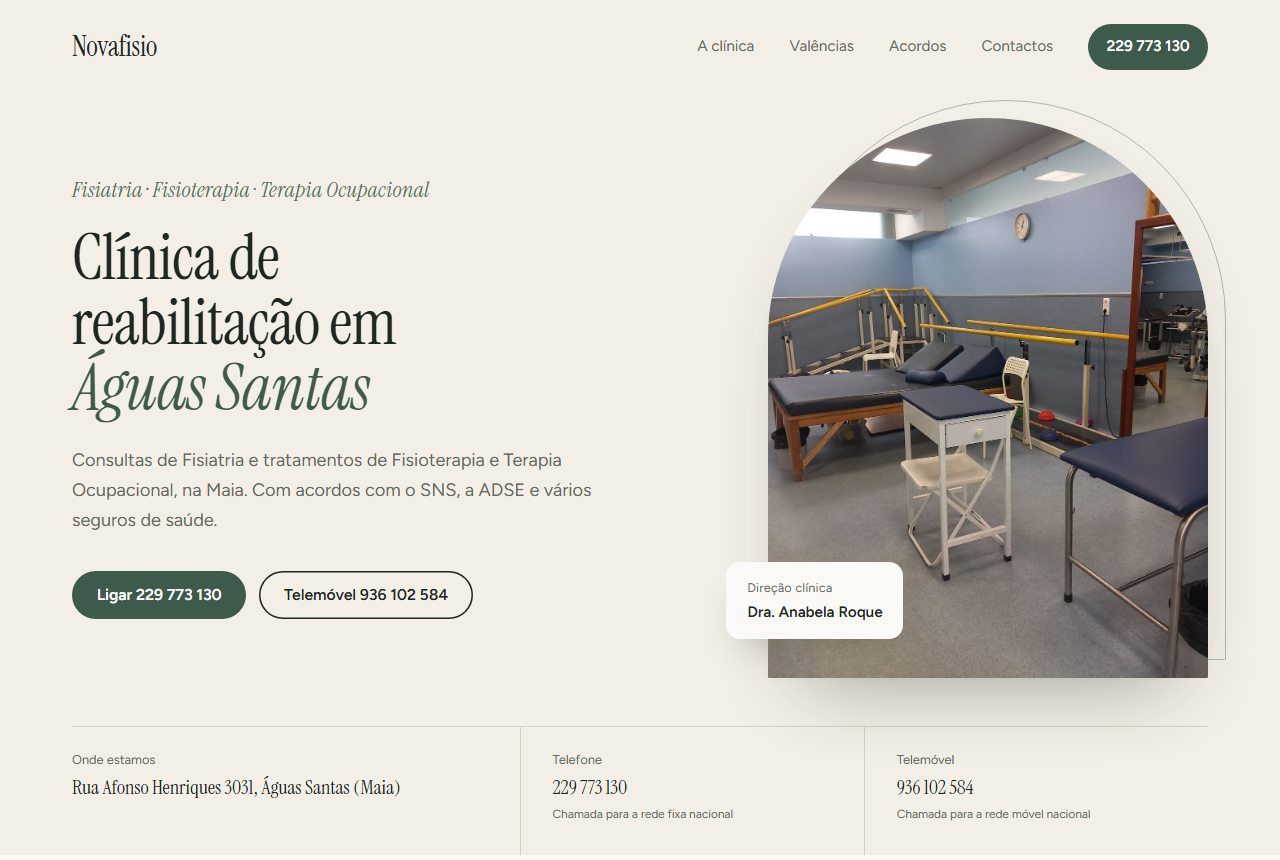 Novafisio
A clínica
Valências
Acordos
Contactos
229 773 130
Fisiatria · Fisioterapia · Terapia Ocupacional
Clínica de
reabilitação em
Águas Santas
Consultas de Fisiatria e tratamentos de Fisioterapia e Terapia
Ocupacional, na Maia. Com acordos com o SNS, a ADSE e vários
seguros de saúde.
Ligar 229 773 130
Telemóvel 936 102 584
Direção clínica
Dra. Anabela Roque
Onde estamos
Rua Afonso Henriques 3031, Águas Santas (Maia)
Telefone
229 773 130
Chamada para a rede fixa nacional
Telemóvel
936 102 584
Chamada para a rede móvel nacional